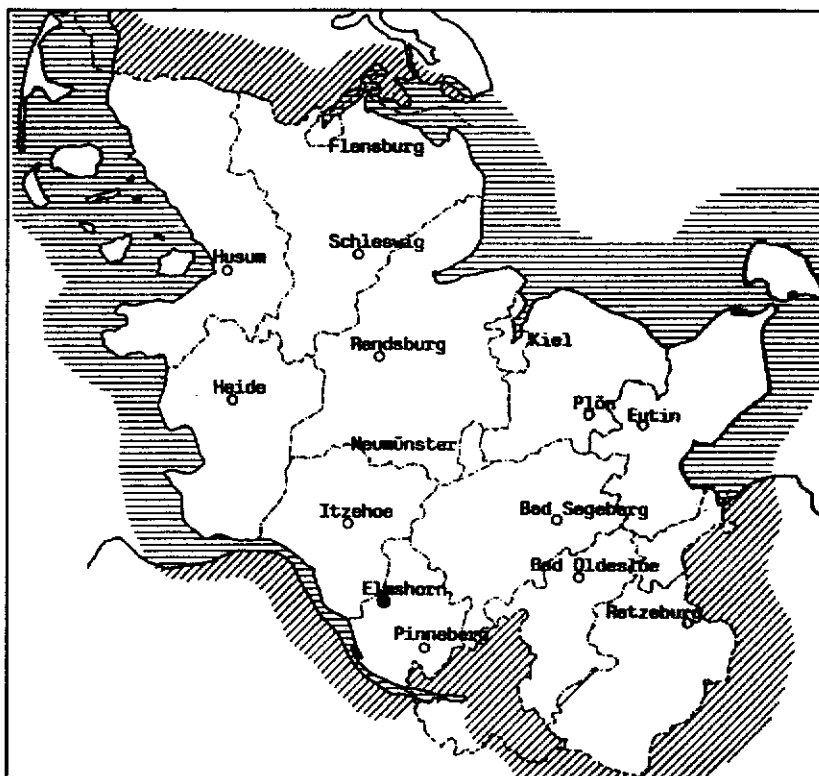 Flensburg
Schleswig
Husum
Kiel
Rendsburg
Heide
Plön
Eutin
Neumünster
Itzehoe
Bad Segeberg
Bad Oldesloe
Elmshorn
Ratzeburg
Pinneberg